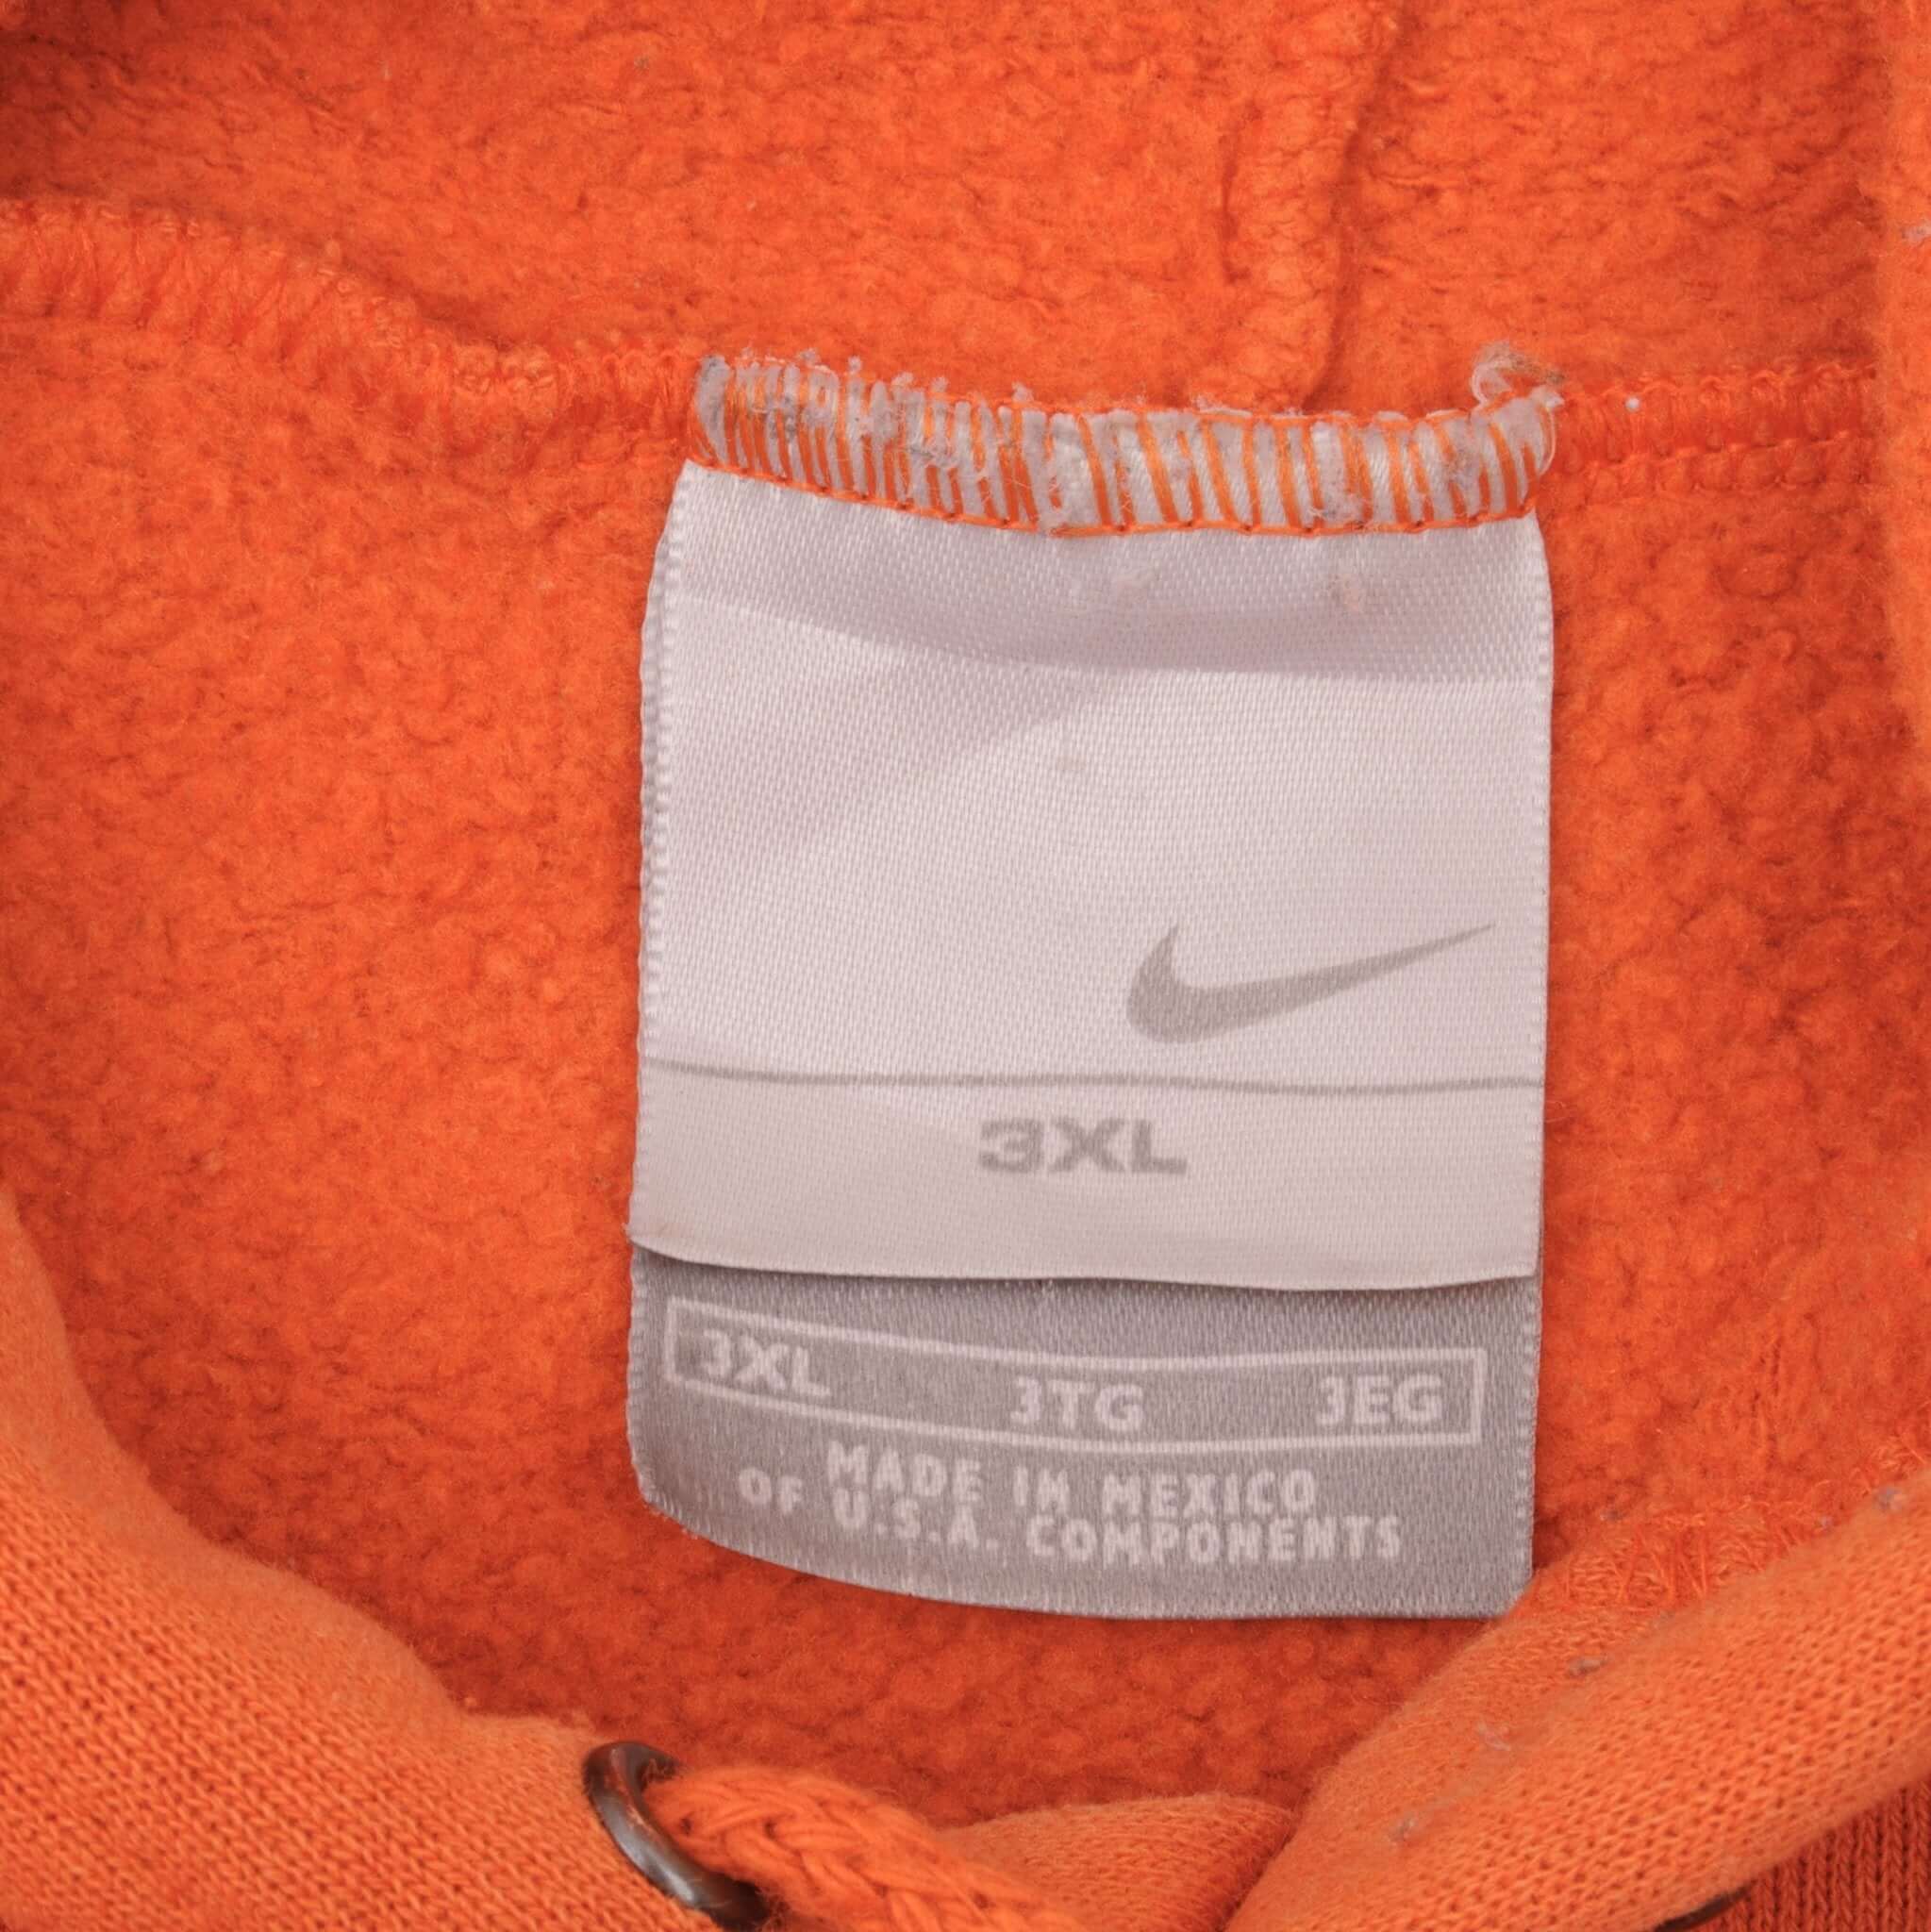 3XL
3XL 3TG 3EG
MADE IN MEXICO
OF U.S.A. COMPONENTS